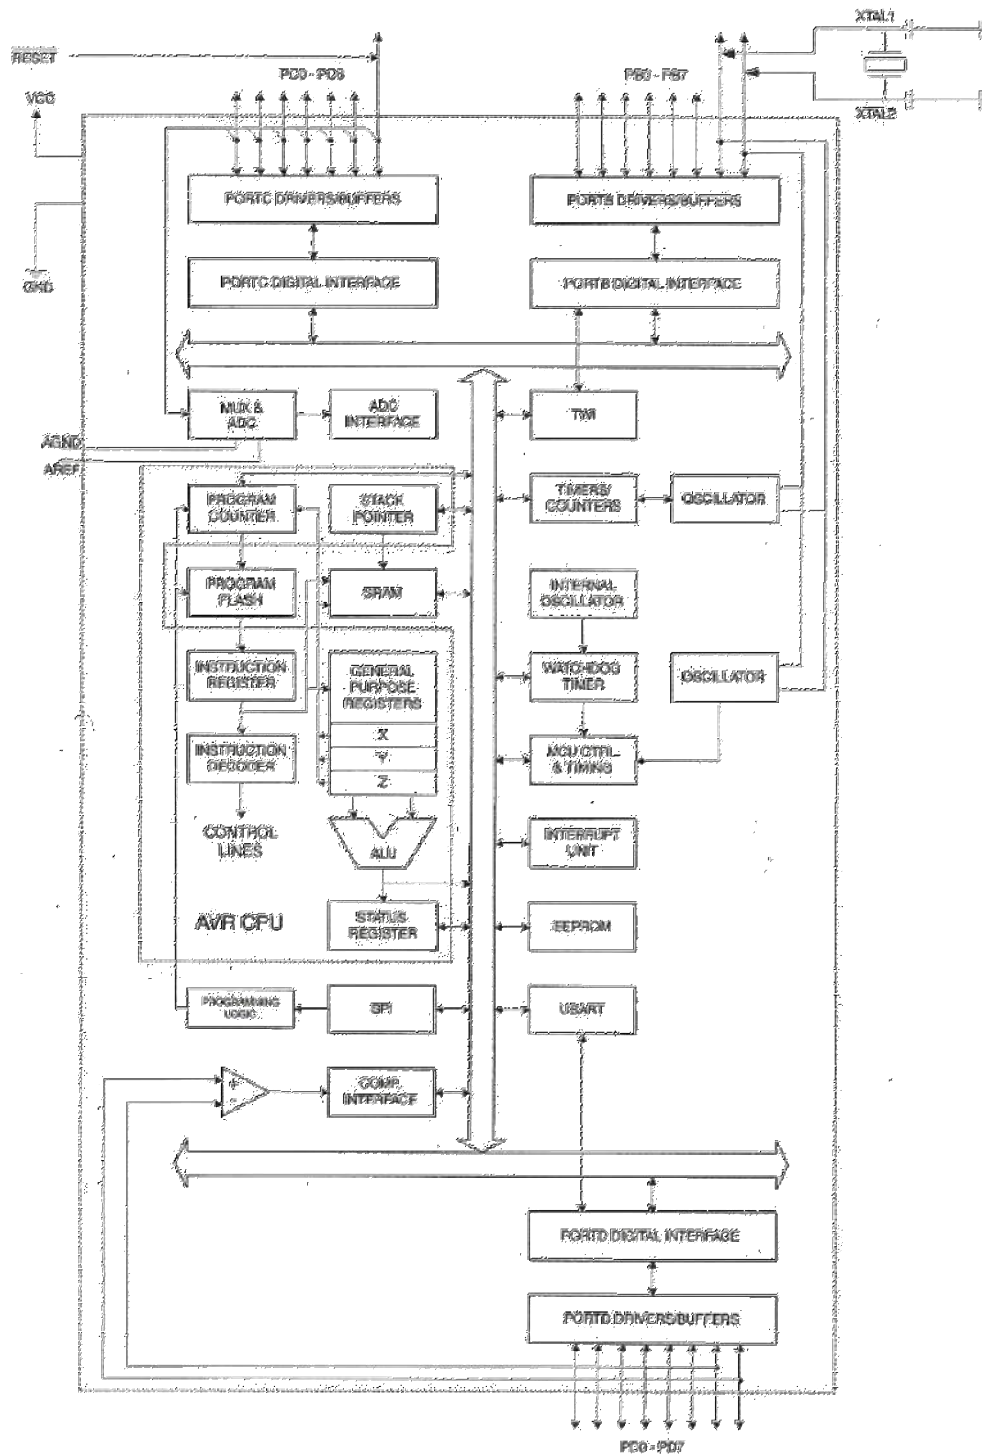 XTAL1
RESET
PC0 - PC6
PB0 - PB7
VCC
XTAL2
PORTC DRIVERS/BUFFERS
PORTB DRIVERS/BUFFERS
GND
PORTC DIGITAL INTERFACE
PORTB DIGITAL INTERFACE
MUX &
ADC
ADC
INTERFACE
TWI
AGND
AREF
PROGRAM
COUNTER
STACK
POINTER
TIMERS/
COUNTERS
OSCILLATOR
PROGRAM
FLASH
SRAM
INTERNAL
OSCILLATOR
INSTRUCTION
REGISTER
GENERAL
PURPOSE
REGISTERS
WATCHDOG
TIMER
OSCILLATOR
X
INSTRUCTION
DECODER
Y
MCU CTRL.
& TIMING
Z
CONTROL
LINES
ALU
INTERRUPT
UNIT
AVR CPU
STATUS
REGISTER
EEPROM
PROGRAMMING
LOGIC
SPI
USART
+
-
COMP.
INTERFACE
PORTD DIGITAL INTERFACE
PORTD DRIVERS/BUFFERS
PD0 - PD7